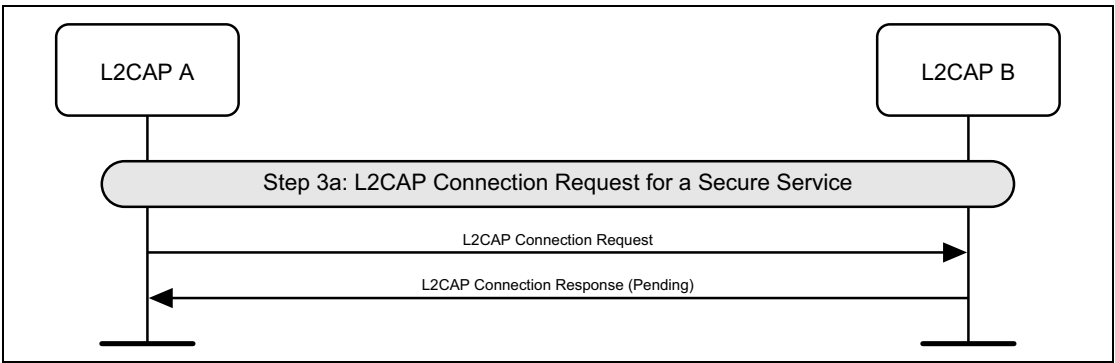 L2CAP A
L2CAP B
Step 3a: L2CAP Connection Request for a Secure Service
L2CAP Connection Request
L2CAP Connection Response (Pending)